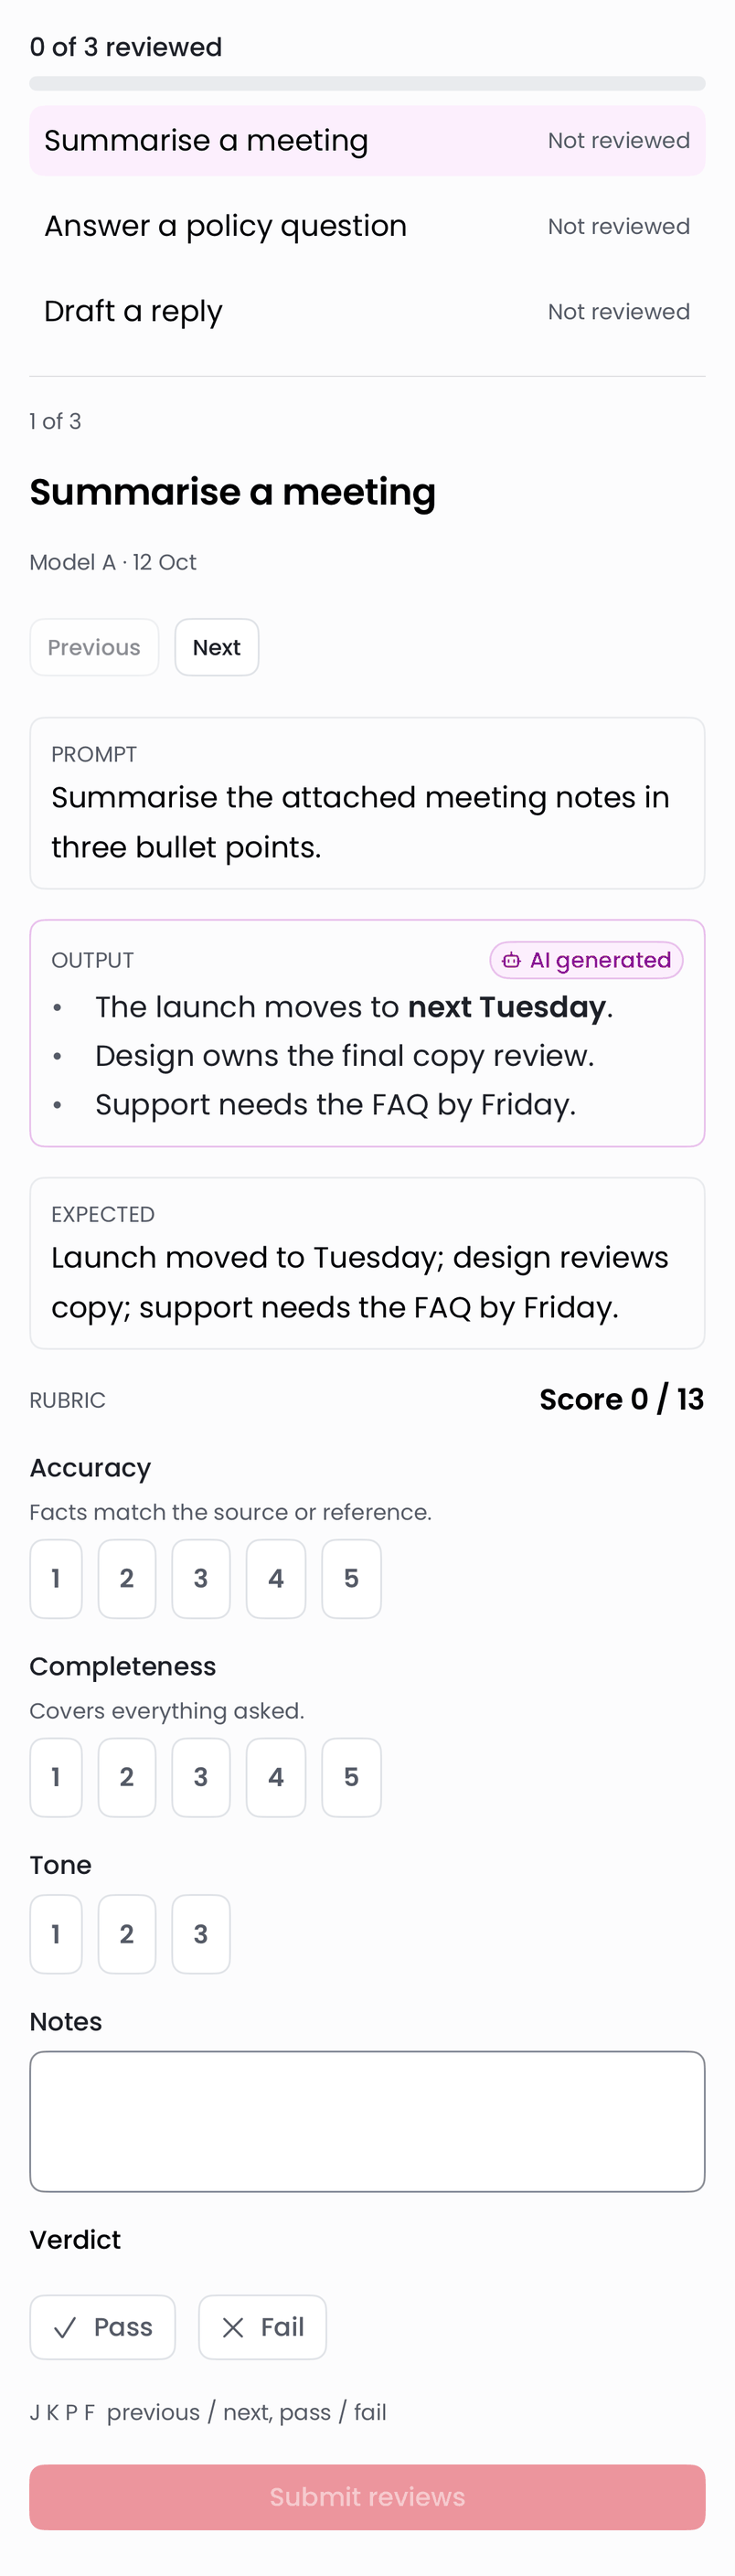 0 of 3 reviewed
Summarise a meeting Not reviewed
Answer a policy question Not reviewed
Draft a reply Not reviewed
1 of 3
Summarise a meeting
Model A · 12 Oct
Previous Next
PROMPT
Summarise the attached meeting notes in
three bullet points.
OUTPUT AI generated
• The launch moves to next Tuesday.
• Design owns the final copy review.
• Support needs the FAQ by Friday.
EXPECTED
Launch moved to Tuesday; design reviews
copy; support needs the FAQ by Friday.
RUBRIC Score 0 / 13
Accuracy
Facts match the source or reference.
1 2 3 4 5
Completeness
Covers everything asked.
1 2 3 4 5
Tone
1 2 3
Notes
Verdict
Pass Fail
J K P F previous / next, pass / fail
Submit reviews